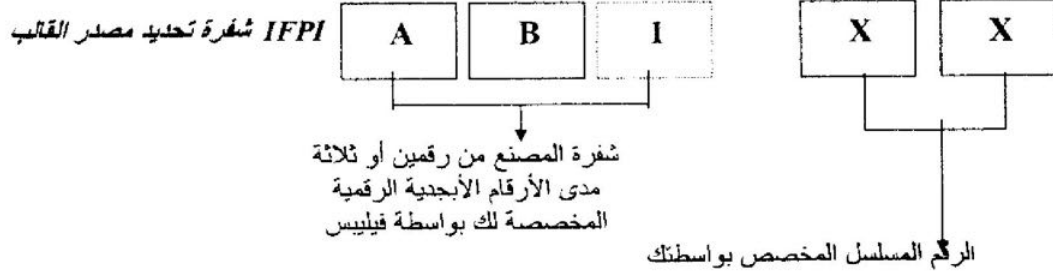 IFPI شفرة تحديد مصدر القالب
A B 1 X X
شفرة المصنع من رقمين أو ثلاثة
مدى الأرقام الأبجدية الرقمية
المخصصة لك بواسطة فيليبس
الرقم المسلسل المخصص بواسطتك